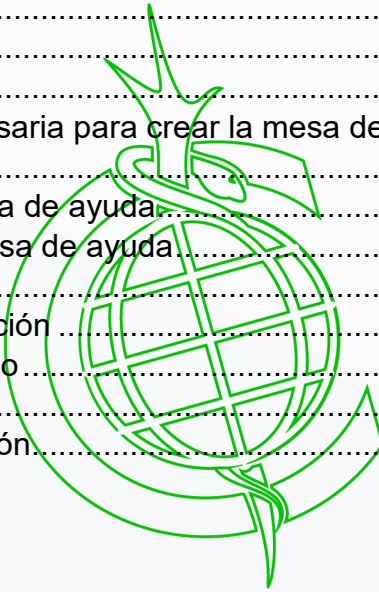 ..............................
..............................
..............................
saria para crear la mesa de
..............................
a de ayuda..............................
sa de ayuda..............................
..............................
ción ..............................
o ..............................
..............................
ón..............................